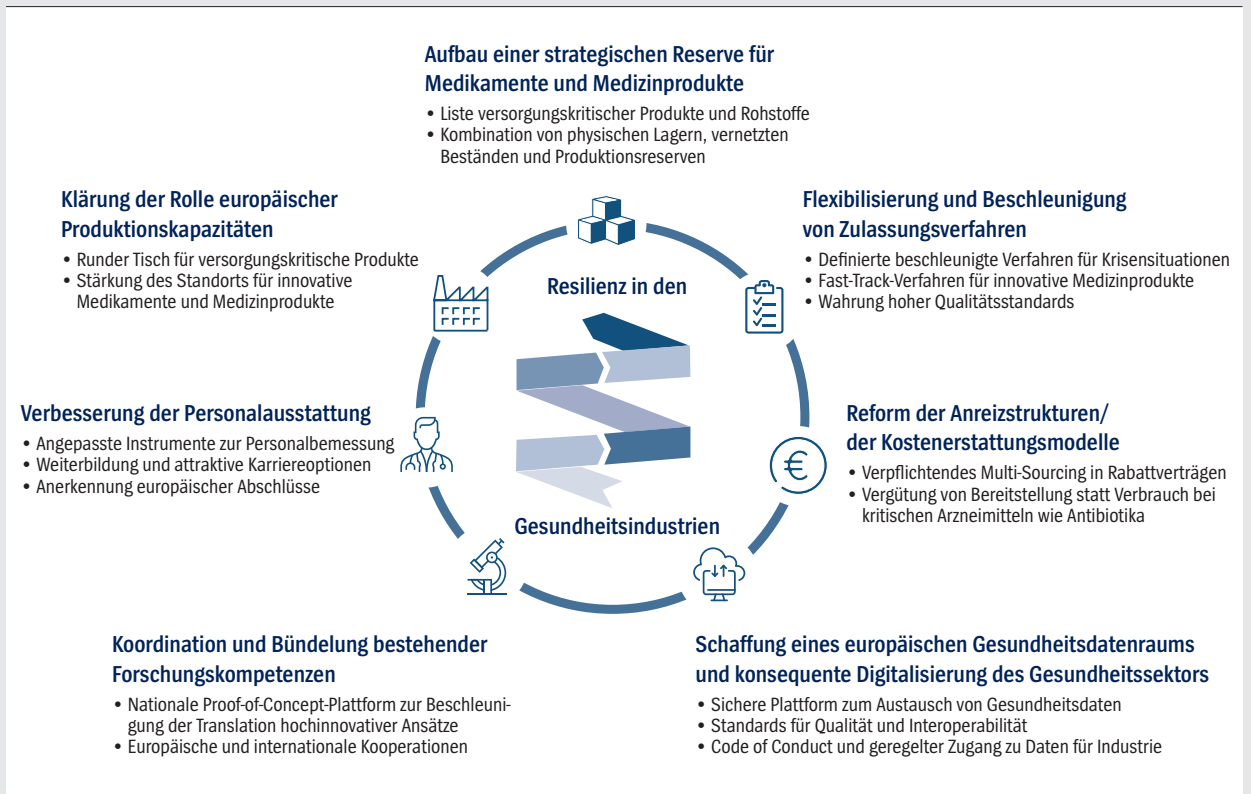 Aufbau einer strategischen Reserve für
Medikamente und Medizinprodukte
• Liste versorgungskritischer Produkte und Rohstoffe
• Kombination von physischen Lagern, vernetzten
Beständen und Produktionsreserven
Klärung der Rolle europäischer
Produktionskapazitäten
• Runder Tisch für versorgungskritische Produkte
• Stärkung des Standorts für innovative
Medikamente und Medizinprodukte
Flexibilisierung und Beschleunigung
von Zulassungsverfahren
• Definierte beschleunigte Verfahren für Krisensituationen
• Fast-Track-Verfahren für innovative Medizinprodukte
• Wahrung hoher Qualitätsstandards
Resilienz in den
Gesundheitsindustrien
Verbesserung der Personalausstattung
• Angepasste Instrumente zur Personalbemessung
• Weiterbildung und attraktive Karriereoptionen
• Anerkennung europäischer Abschlüsse
Reform der Anreizstrukturen/
der Kostenerstattungsmodelle
• Verpflichtendes Multi-Sourcing in Rabattverträgen
• Vergütung von Bereitstellung statt Verbrauch bei
kritischen Arzneimitteln wie Antibiotika
€
Koordination und Bündelung bestehender
Forschungskompetenzen
• Nationale Proof-of-Concept-Plattform zur Beschleuni-
gung der Translation hochinnovativer Ansätze
• Europäische und internationale Kooperationen
Schaffung eines europäischen Gesundheitsdatenraums
und konsequente Digitalisierung des Gesundheitssektors
• Sichere Plattform zum Austausch von Gesundheitsdaten
• Standards für Qualität und Interoperabilität
• Code of Conduct und geregelter Zugang zu Daten für Industrie